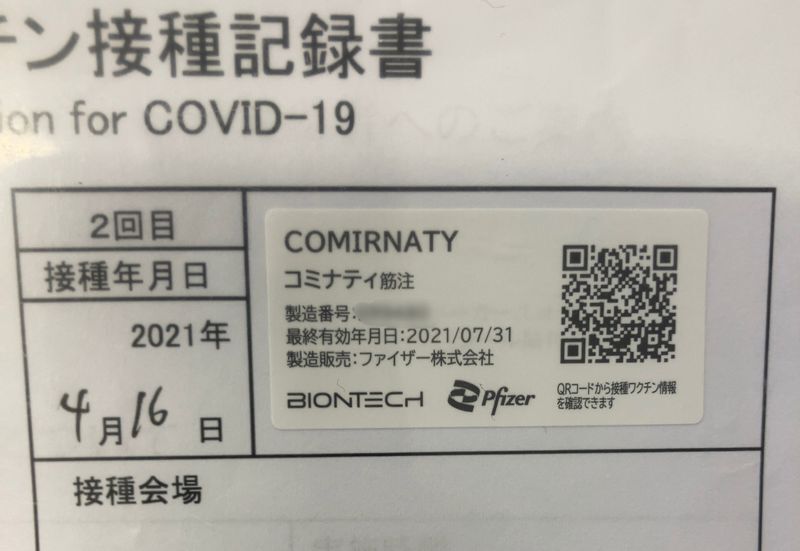 チン接種記録書
ion for COVID-19
2回目
接種年月日
2021年
4月16日
COMIRNATY
コミナティ筋注
製造番号:
最終有効年月日:2021/07/31
製造販売:ファイザー株式会社
BIONTECH
Pfizer
QRコードから接種ワクチン情報
を確認できます
接種会場